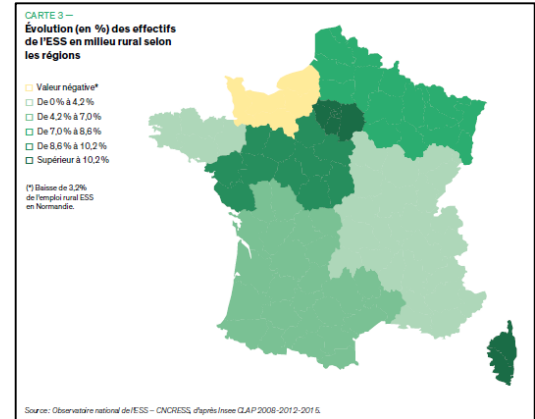 CARTE 3 —
Évolution (en %) des effectifs
de l'ESS en milieu rural selon
les régions
Valeur négative*
De 0 % à 4,2 %
De 4,2 % à 7,0 %
De 7,0 % à 8,6 %
De 8,6 % à 10,2 %
Supérieur à 10,2 %
(*) Baisse de 3,2%
de l'emploi rural ESS
en Normandie.
Source : Observatoire national de l'ESS – CNCRESS, d'après Insee CLAP 2008-2012-2015.